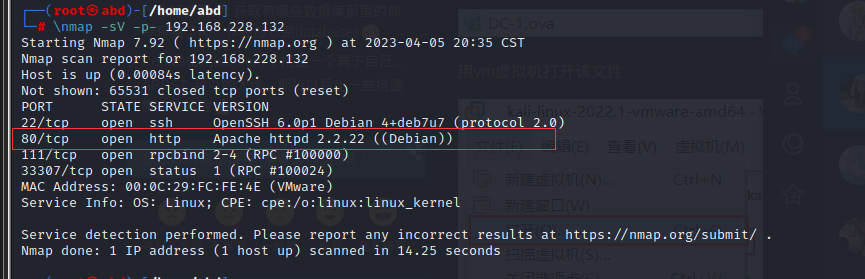 ┌──(root㉿abd)-[/home/abd]
└─# \nmap -sV -p- 192.168.228.132
Starting Nmap 7.92 ( https://nmap.org ) at 2023-04-05 20:35 CST
Nmap scan report for 192.168.228.132
Host is up (0.00084s latency).
Not shown: 65531 closed tcp ports (reset)
PORT      STATE SERVICE VERSION
22/tcp    open  ssh     OpenSSH 6.0p1 Debian 4+deb7u7 (protocol 2.0)
80/tcp    open  http    Apache httpd 2.2.22 ((Debian))
111/tcp   open  rpcbind 2-4 (RPC #100000)
33307/tcp open  status  1 (RPC #100024)
MAC Address: 00:0C:29:FC:FE:4E (VMware)
Service Info: OS: Linux; CPE: cpe:/o:linux:linux_kernel
Service detection performed. Please report any incorrect results at https://nmap.org/submit/ .
Nmap done: 1 IP address (1 host up) scanned in 14.25 seconds
DC-1.ova
用vm虚拟机打开该文件
kali-linux-2022.1-vmware-amd64 - W
文件(F) 编辑(E) 查看(V) 虚拟机(M)
新建虚拟机(N)... Ctrl+N
新建窗口(W)
扫描虚拟机(S)...